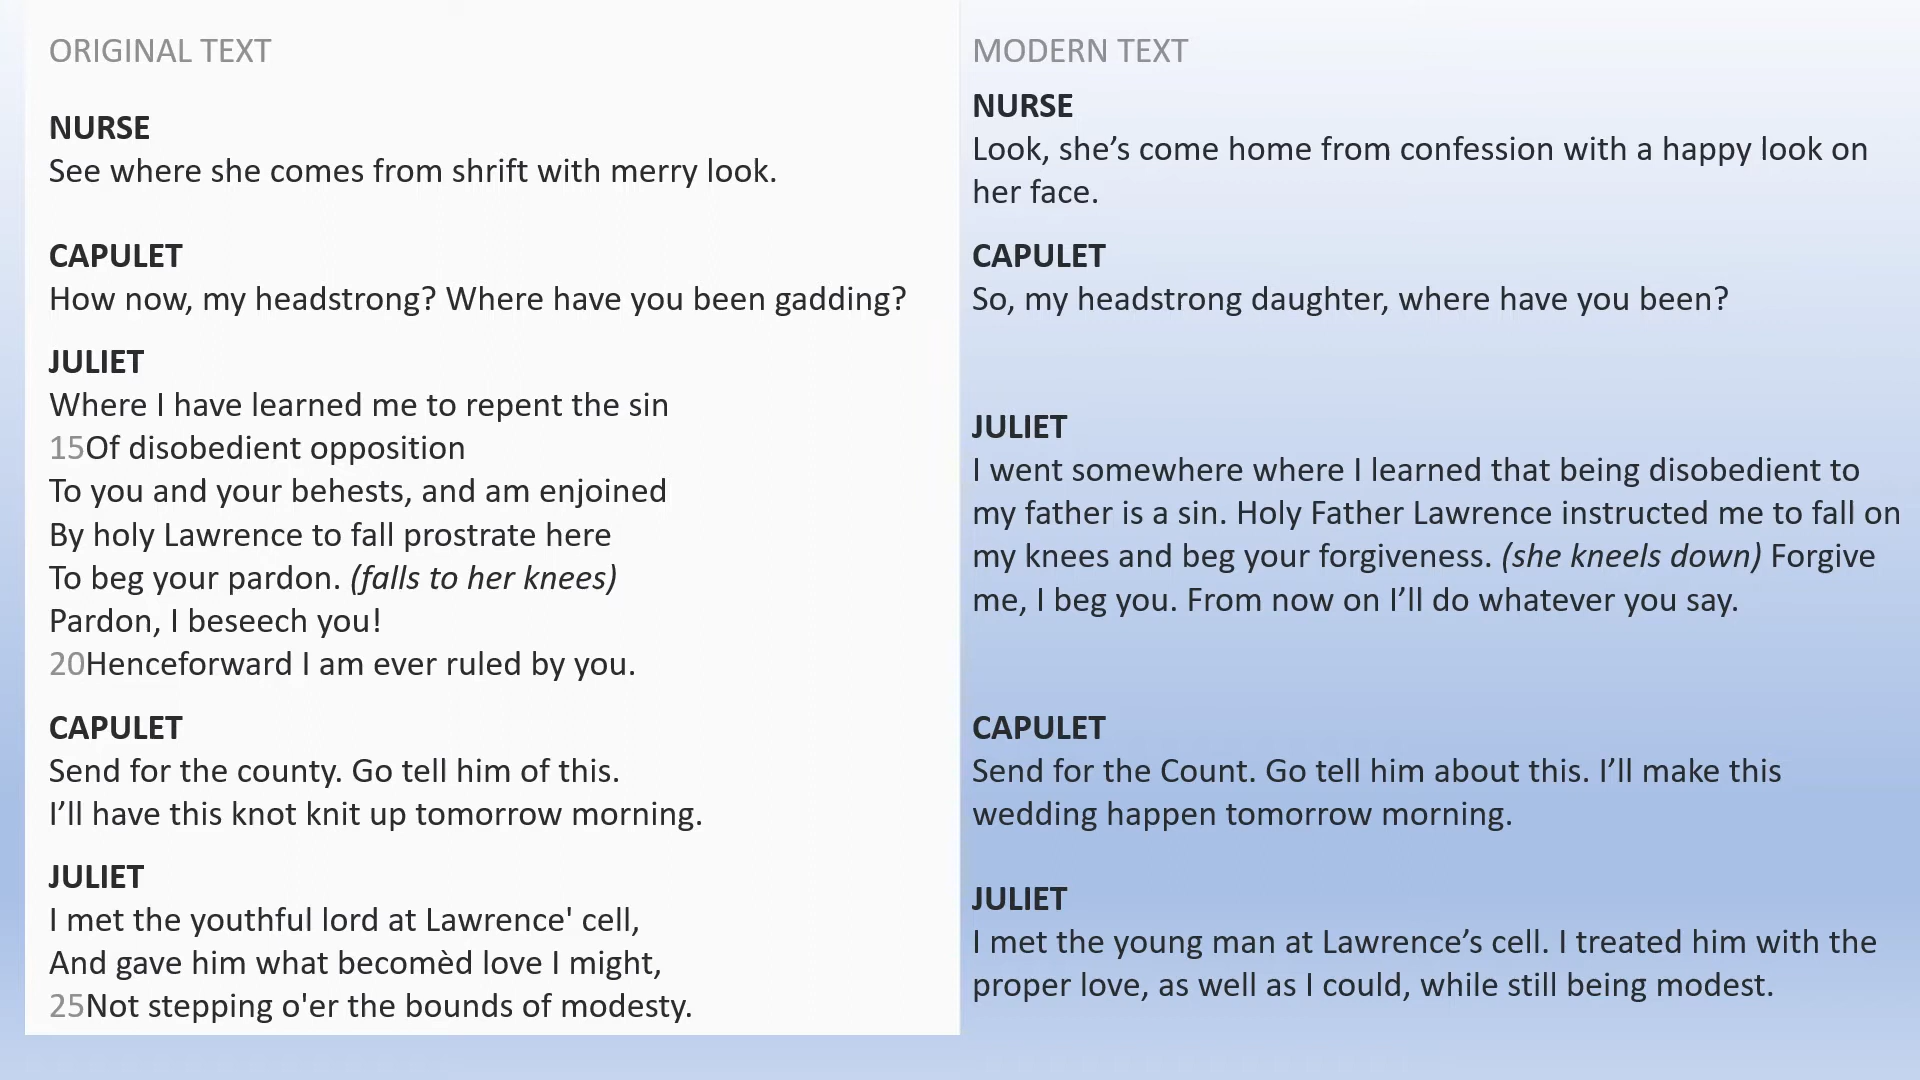 ORIGINAL TEXT
NURSE
See where she comes from shrift with merry look.
CAPULET
How now, my headstrong? Where have you been gadding?
JULIET
Where I have learned me to repent the sin
15Of disobedient opposition
To you and your behests, and am enjoined
By holy Lawrence to fall prostrate here
To beg your pardon. (falls to her knees)
Pardon, I beseech you!
20Henceforward I am ever ruled by you.
CAPULET
Send for the county. Go tell him of this.
I’ll have this knot knit up tomorrow morning.
JULIET
I met the youthful lord at Lawrence' cell,
And gave him what becomèd love I might,
25Not stepping o'er the bounds of modesty.
MODERN TEXT
NURSE
Look, she’s come home from confession with a happy look on
her face.
CAPULET
So, my headstrong daughter, where have you been?
JULIET
I went somewhere where I learned that being disobedient to
my father is a sin. Holy Father Lawrence instructed me to fall on
my knees and beg your forgiveness. (she kneels down) Forgive
me, I beg you. From now on I’ll do whatever you say.
CAPULET
Send for the Count. Go tell him about this. I’ll make this
wedding happen tomorrow morning.
JULIET
I met the young man at Lawrence’s cell. I treated him with the
proper love, as well as I could, while still being modest.